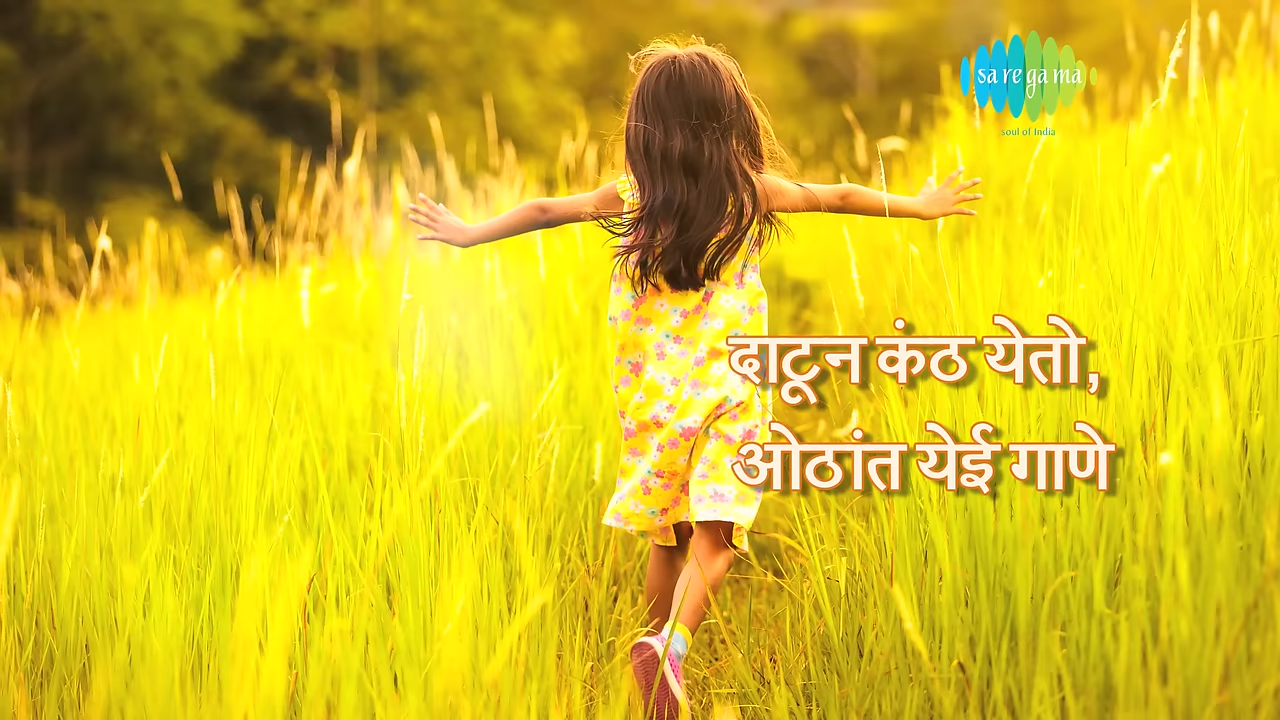 sa re ga ma
soul of India
दाटून कंठ येतो,
ओठांत येई गाणे